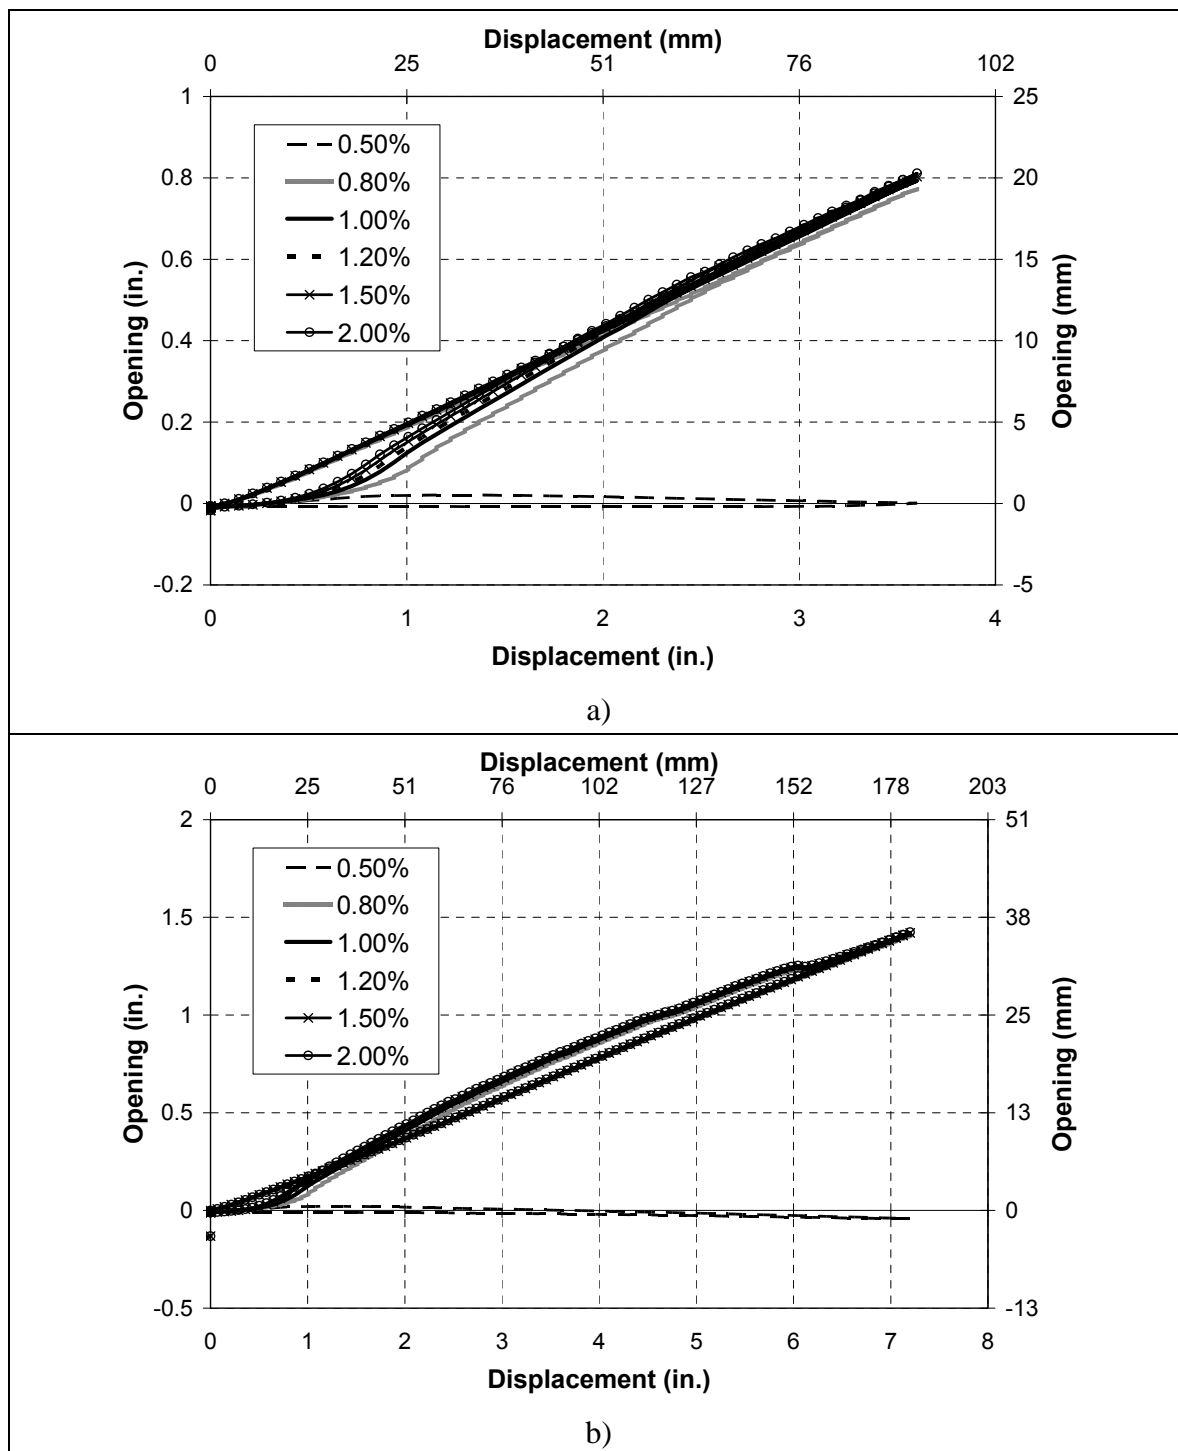 Displacement (mm)
0 25 51 76 102
1 25
0.50%
0.8 0.80% 20
1.00%
0.6 1.20% 15
1.50%
0.4 2.00% 10
Opening (in.) Opening (mm)
0.2 5
0 0
-0.2 -5
0 1 2 3 4
Displacement (in.)
a)
Displacement (mm)
0 25 51 76 102 127 152 178 203
2 51
0.50%
0.80%
1.5 1.00% 38
1.20%
1.50%
1 2.00% 25
Opening (in.) Opening (mm)
0.5 13
0 0
-0.5 -13
0 1 2 3 4 5 6 7 8
Displacement (in.)
b)